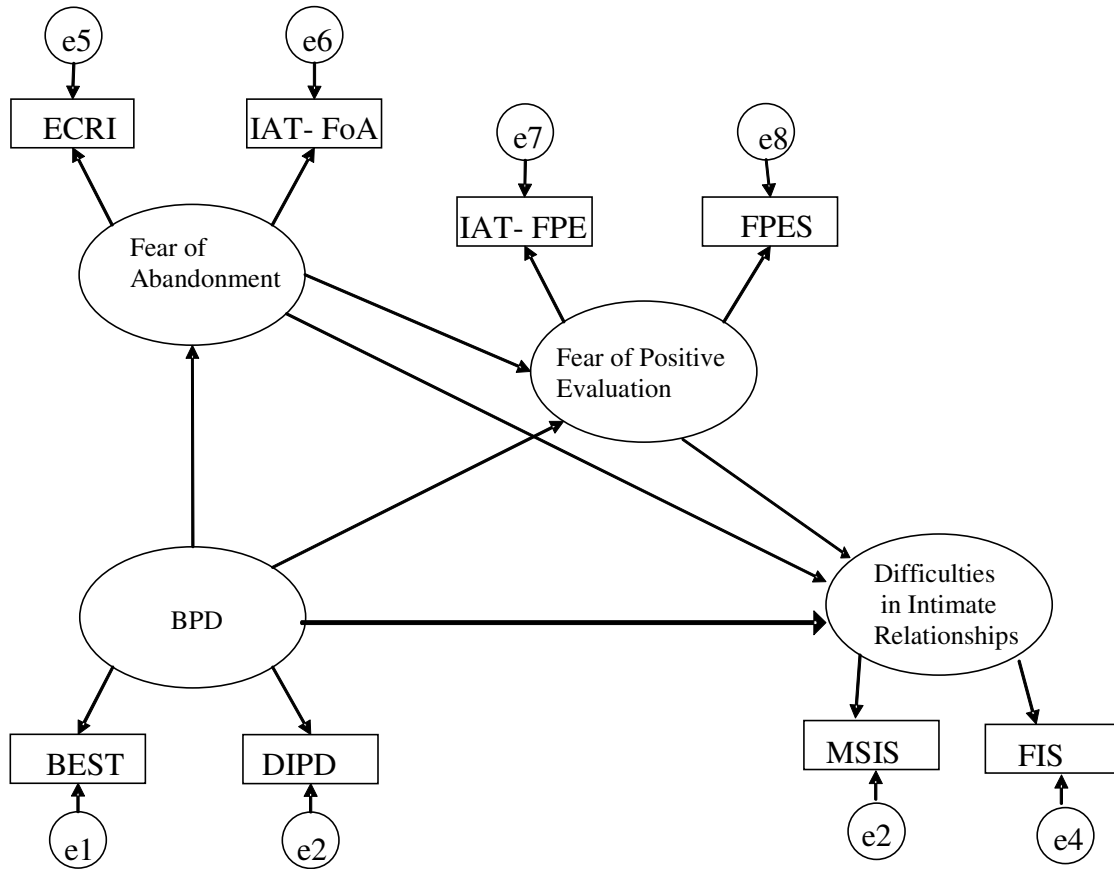 e5
e6
ECRI
IAT- FoA
e7
e8
IAT- FPE
FPES
Fear of
Abandonment
Fear of Positive
Evaluation
BPD
Difficulties
in Intimate
Relationships
BEST
DIPD
MSIS
FIS
e1
e2
e2
e4